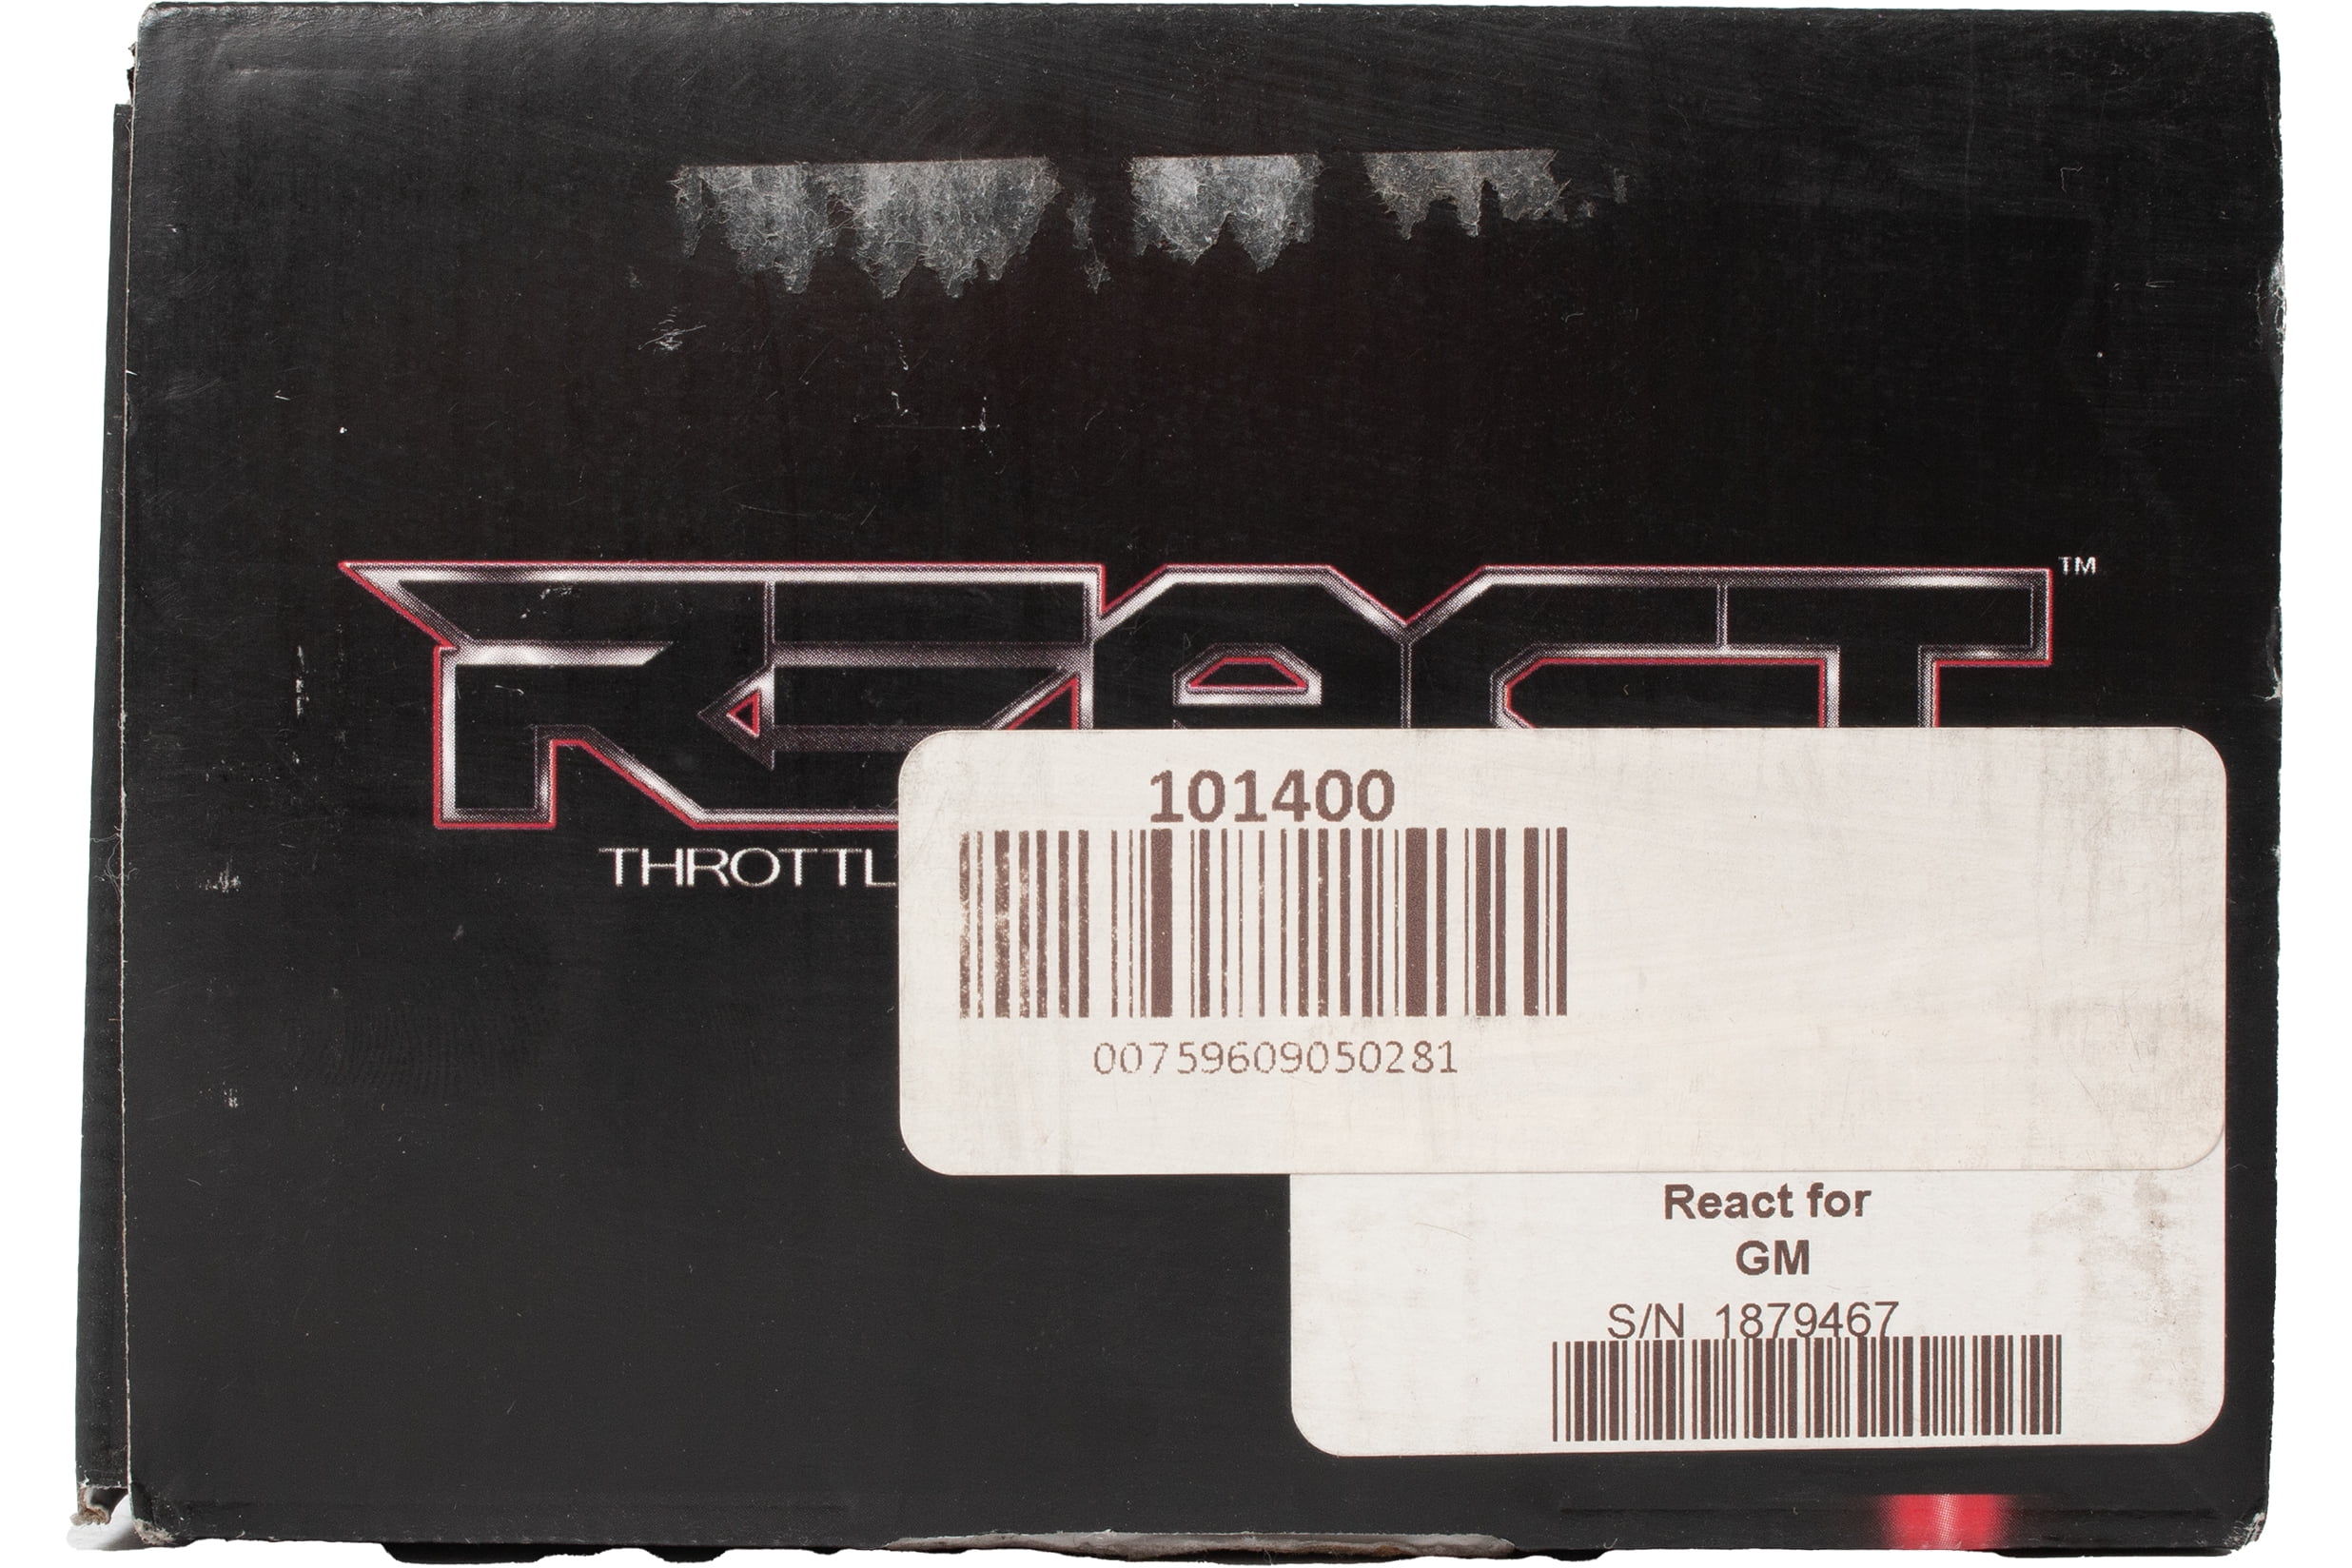 REACT™
THROTTL
101400
00759609050281
React for
GM
S/N 1879467